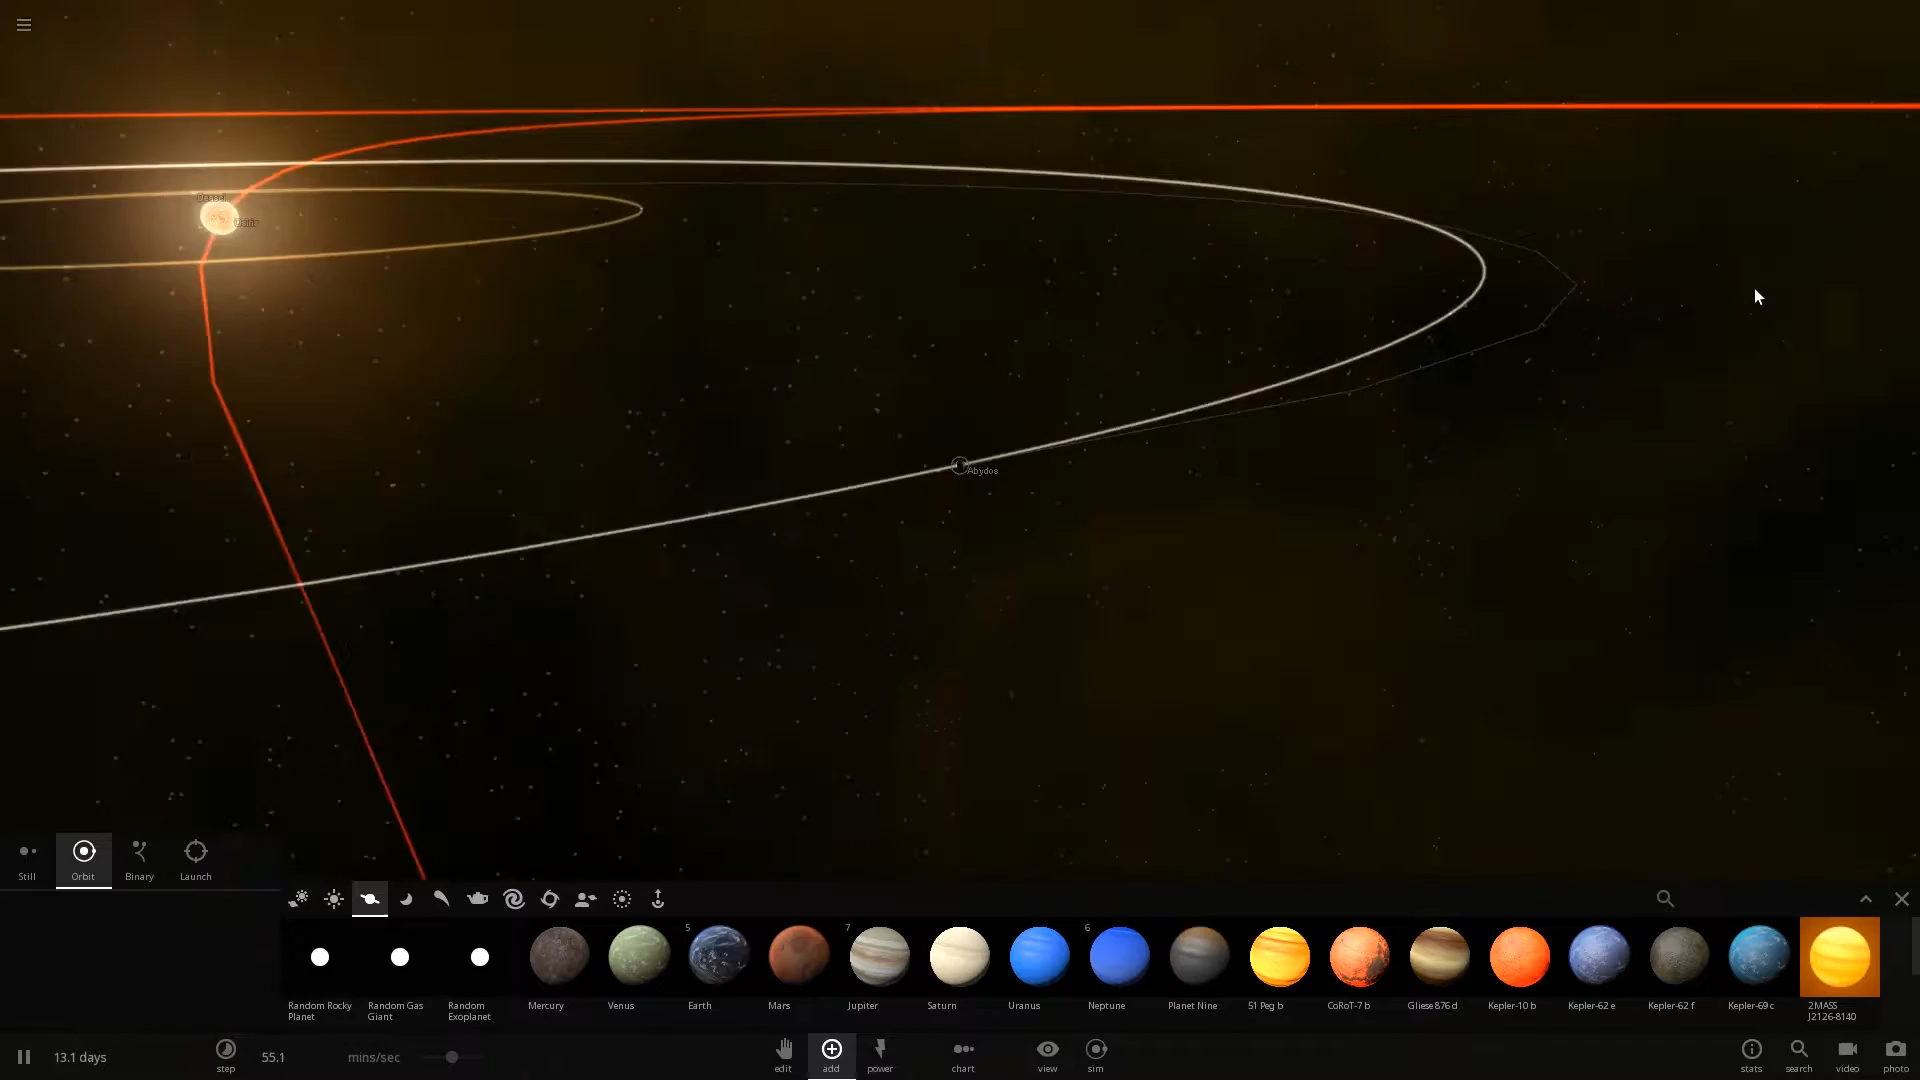 Abydos
Still
Orbit
Binary
Launch
5
7
6
Random Rocky
Planet
Random Gas
Giant
Random
Exoplanet
Mercury
Venus
Earth
Mars
Jupiter
Saturn
Uranus
Neptune
Planet Nine
51 Peg b
CoRoT-7 b
Gliese 876 d
Kepler-10 b
Kepler-62 e
Kepler-62 f
Kepler-69 c
2MASS
J2126-8140
13.1 days
step
55.1
mins/sec
edit
add
power
chart
view
sim
stats
search
video
photo